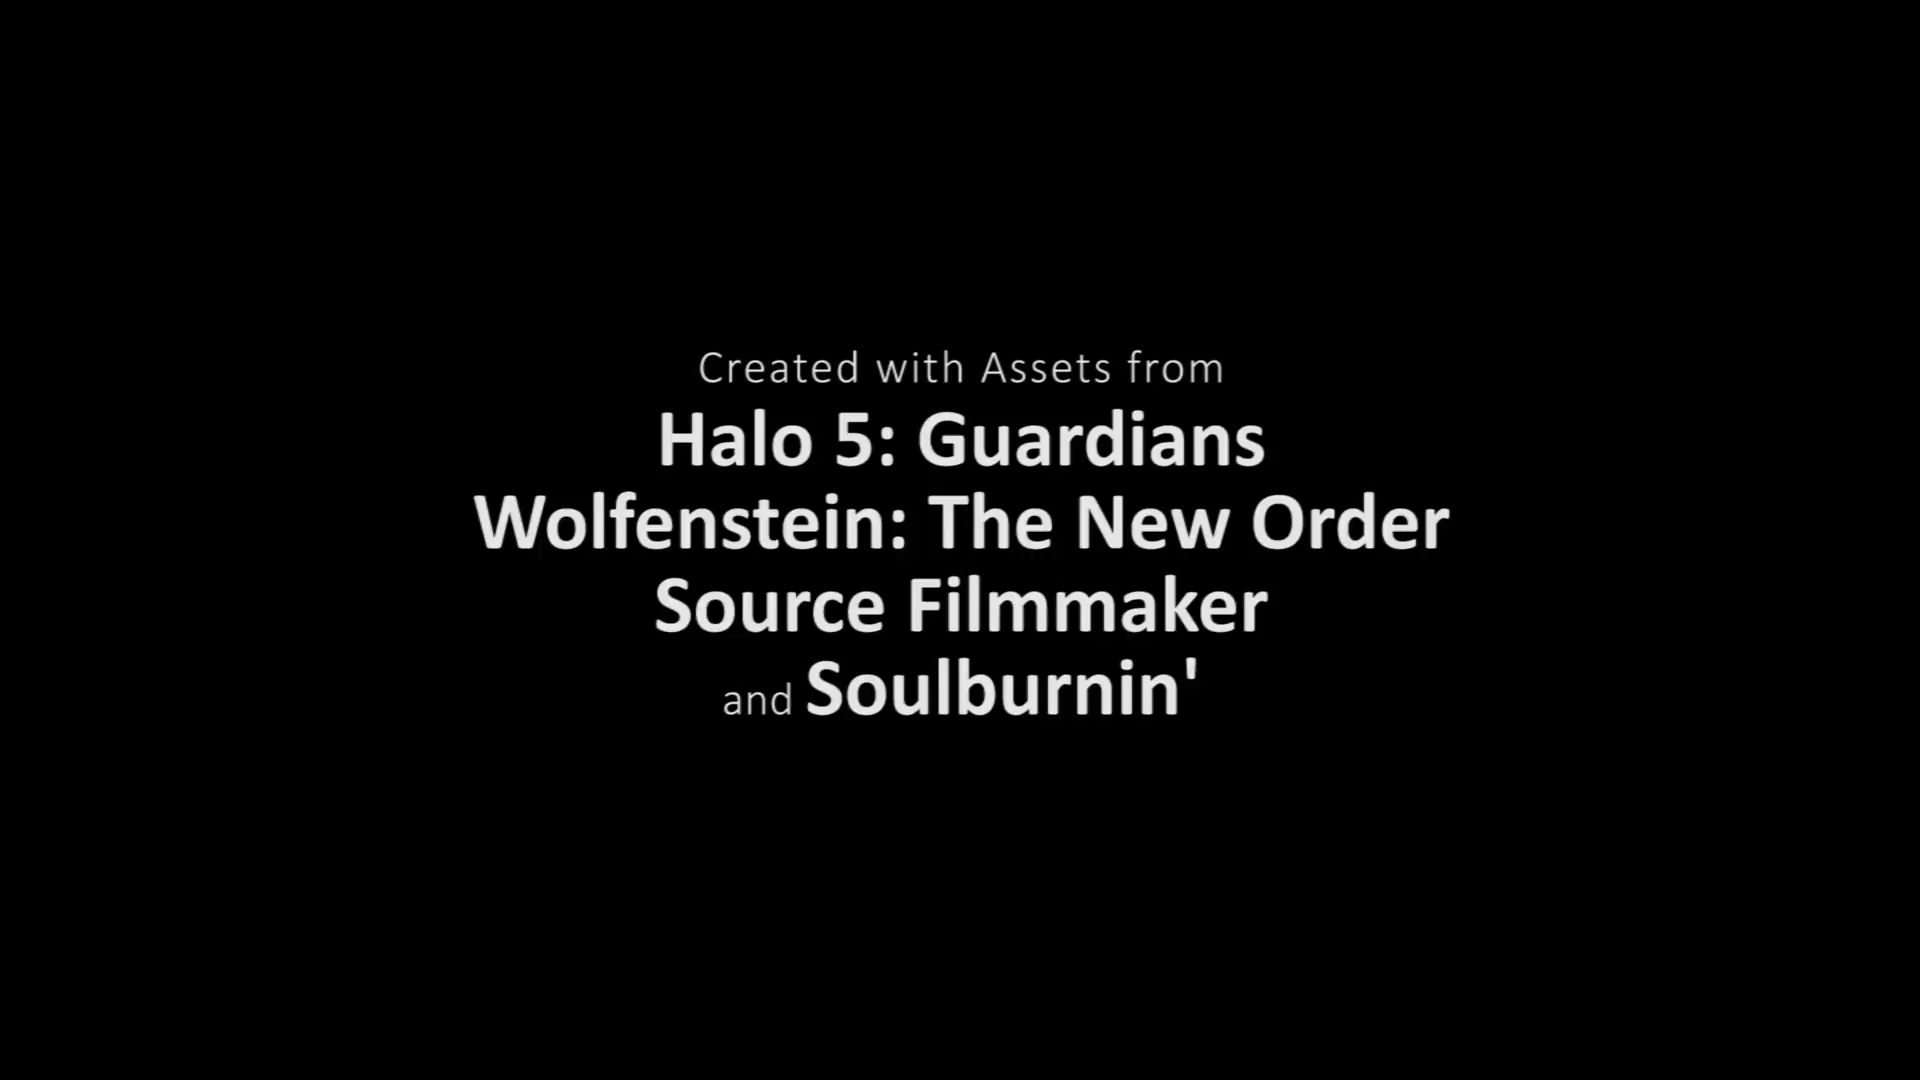 Created with Assets from
Halo 5: Guardians
Wolfenstein: The New Order
Source Filmmaker
and Soulburnin'